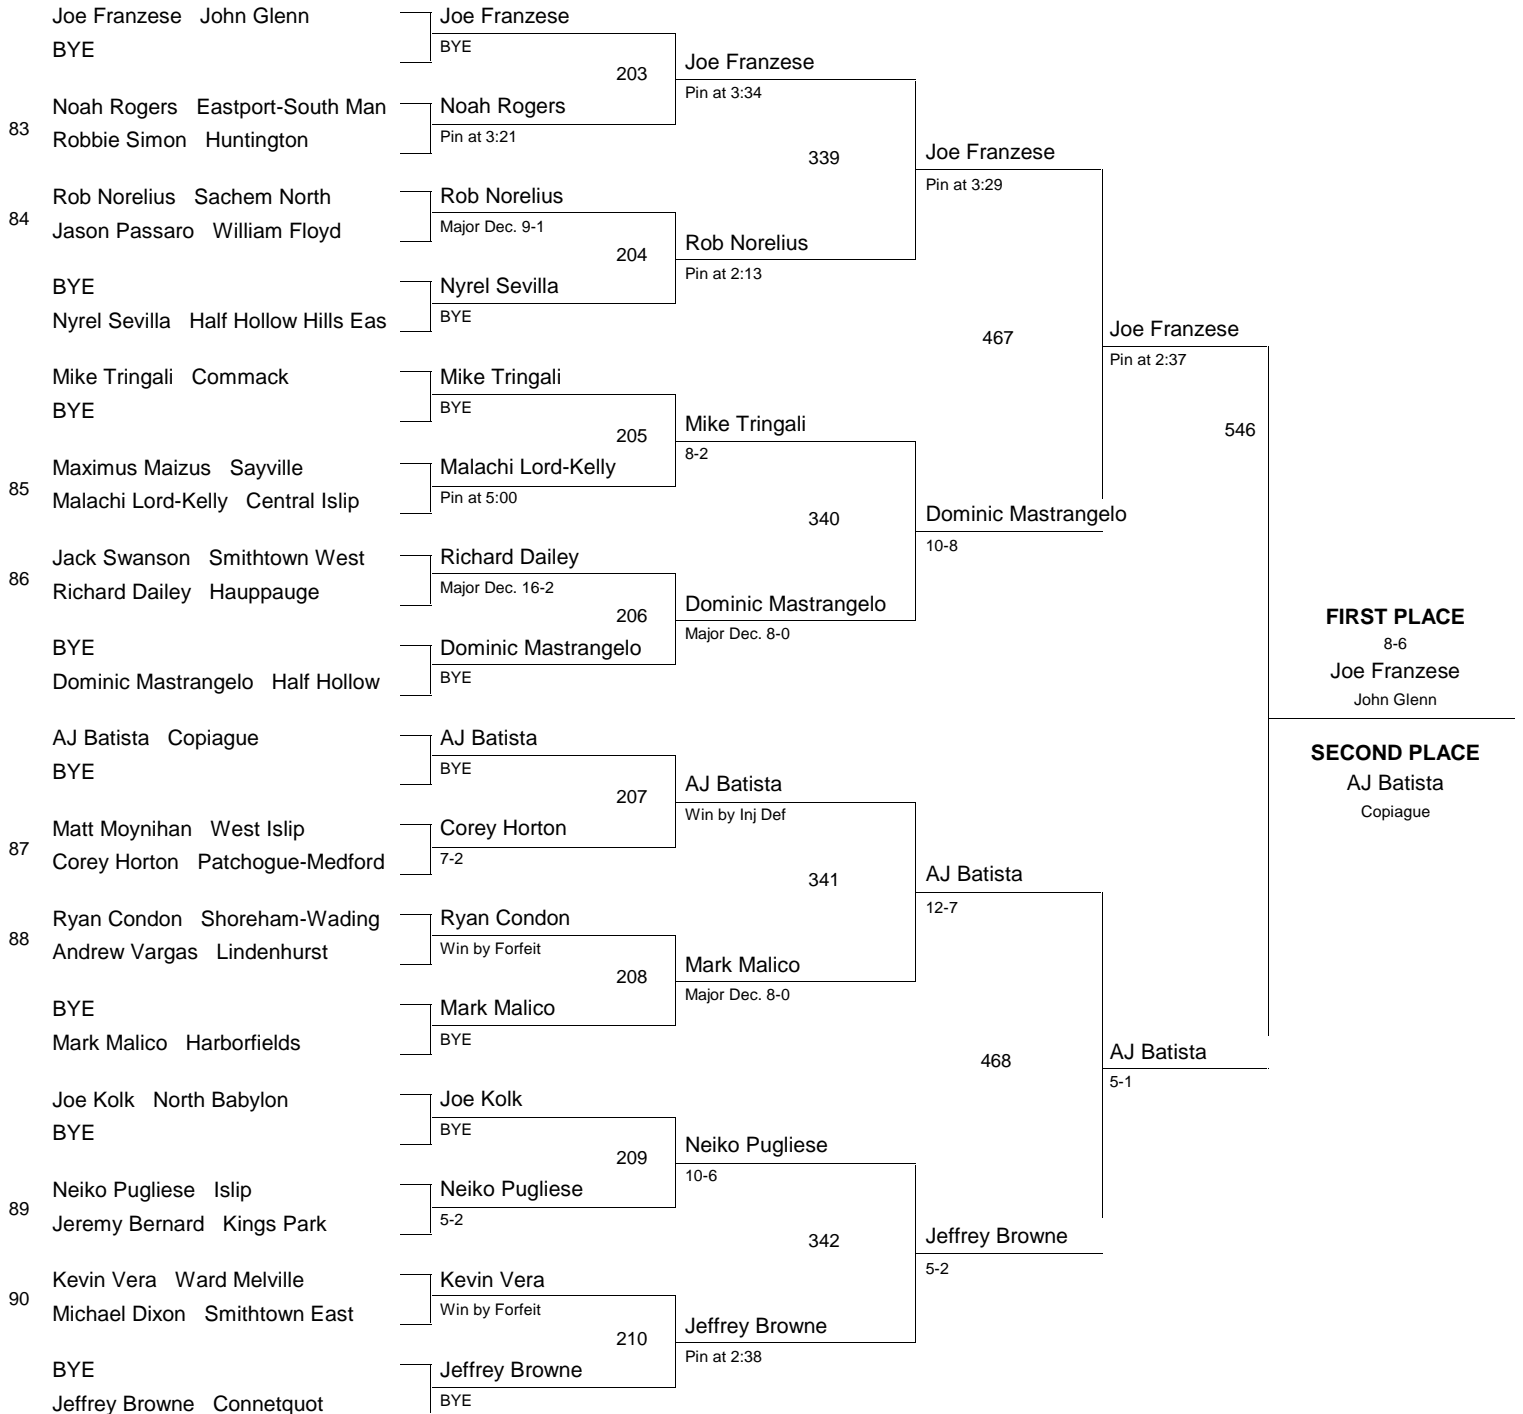 Joe Franzese John Glenn
BYE
83
Noah Rogers Eastport-South Man
Robbie Simon Huntington
84
Rob Norelius Sachem North
Jason Passaro William Floyd
BYE
Nyrel Sevilla Half Hollow Hills Eas
Mike Tringali Commack
BYE
85
Maximus Maizus Sayville
Malachi Lord-Kelly Central Islip
86
Jack Swanson Smithtown West
Richard Dailey Hauppauge
BYE
Dominic Mastrangelo Half Hollow
AJ Batista Copiague
BYE
87
Matt Moynihan West Islip
Corey Horton Patchogue-Medford
88
Ryan Condon Shoreham-Wading
Andrew Vargas Lindenhurst
BYE
Mark Malico Harborfields
Joe Kolk North Babylon
BYE
89
Neiko Pugliese Islip
Jeremy Bernard Kings Park
90
Kevin Vera Ward Melville
Michael Dixon Smithtown East
BYE
Jeffrey Browne Connetquot
Joe Franzese
BYE
203
Noah Rogers
Pin at 3:21
Rob Norelius
Major Dec. 9-1
204
Nyrel Sevilla
BYE
Mike Tringali
BYE
205
Malachi Lord-Kelly
Pin at 5:00
Richard Dailey
Major Dec. 16-2
206
Dominic Mastrangelo
BYE
AJ Batista
BYE
207
Corey Horton
7-2
Ryan Condon
Win by Forfeit
208
Mark Malico
BYE
Joe Kolk
BYE
209
Neiko Pugliese
5-2
Kevin Vera
Win by Forfeit
210
Jeffrey Browne
BYE
Joe Franzese
Pin at 3:34
339
Rob Norelius
Pin at 2:13
Mike Tringali
8-2
340
Dominic Mastrangelo
Major Dec. 8-0
AJ Batista
Win by Inj Def
341
Mark Malico
Major Dec. 8-0
Neiko Pugliese
10-6
342
Jeffrey Browne
Pin at 2:38
Joe Franzese
Pin at 3:29
467
Dominic Mastrangelo
10-8
AJ Batista
12-7
468
Jeffrey Browne
5-2
Joe Franzese
Pin at 2:37
546
AJ Batista
5-1
FIRST PLACE
8-6
Joe Franzese
John Glenn
SECOND PLACE
AJ Batista
Copiague